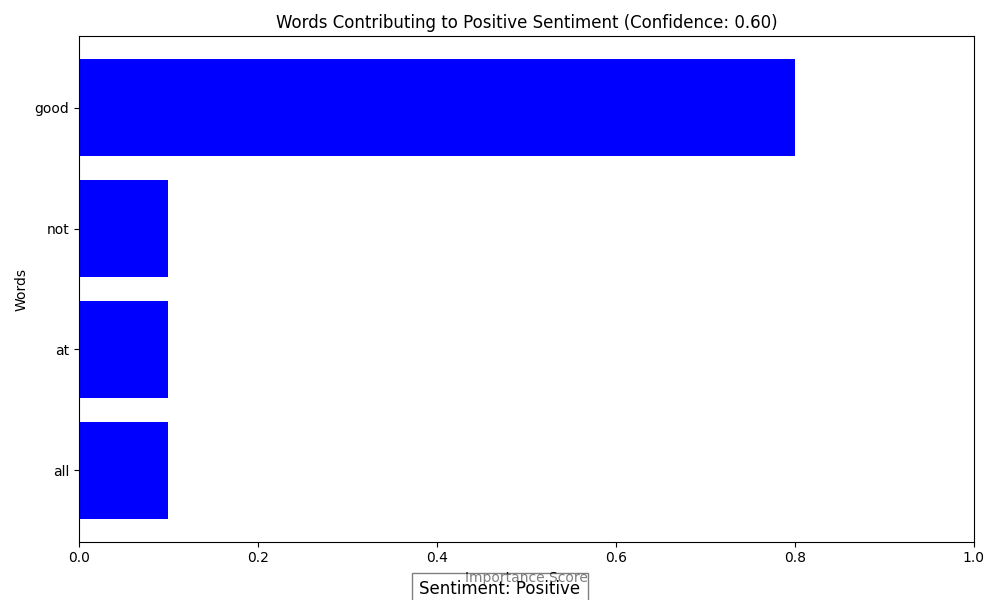 Words Contributing to Positive Sentiment (Confidence: 0.60)
good
not
at
all
Words
0.0 0.2 0.4 0.6 0.8 1.0
Importance Score
Sentiment: Positive